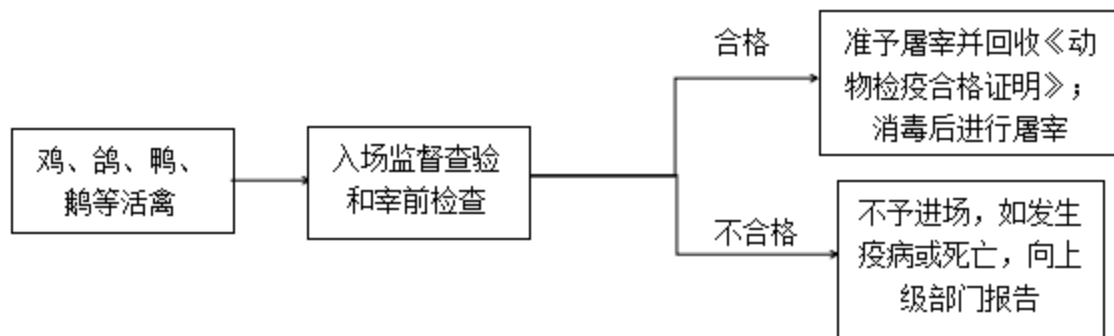 鸡、鸽、鸭、
鹅等活禽
入场监督查验
和宰前检查
合格
准予屠宰并回收《动
物检疫合格证明》；
消毒后进行屠宰
不合格
不予进场，如发生
疫病或死亡，向上
级部门报告